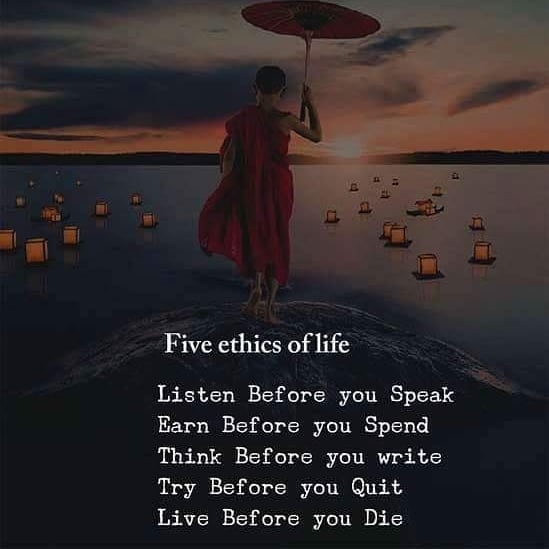 Five ethics of life
Listen Before you Speak
Earn Before you Spend
Think Before you write
Try Before you Quit
Live Before you Die